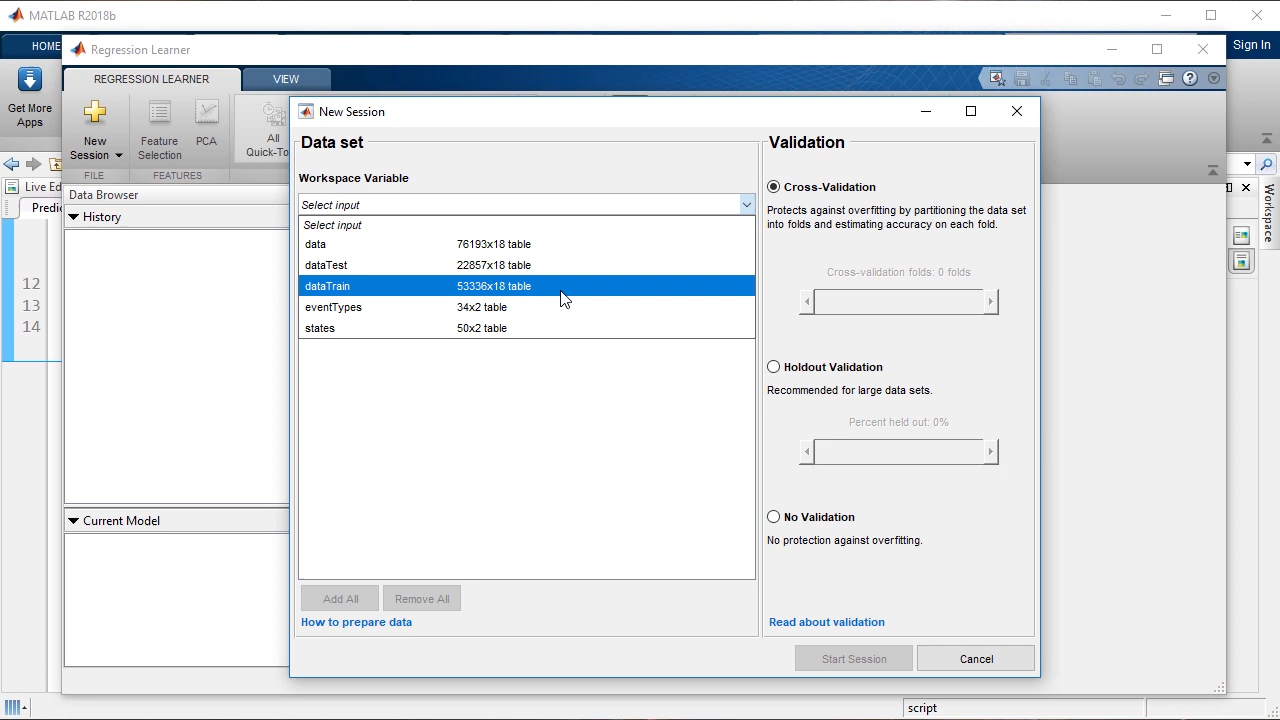 MATLAB R2018b
HOME
Regression Learner
Sign In
REGRESSION LEARNER
VIEW
Get More
Apps
New
Session
Feature
Selection
PCA
All
Quick-To
FILE
FEATURES
New Session
Data set
Validation
Workspace Variable
Select input
Select input
data 76193x18 table
dataTest 22857x18 table
dataTrain 53336x18 table
eventTypes 34x2 table
states 50x2 table
Cross-Validation
Protects against overfitting by partitioning the data set
into folds and estimating accuracy on each fold.
Cross-validation folds: 0 folds
Holdout Validation
Recommended for large data sets.
Percent held out: 0%
No Validation
No protection against overfitting.
Add All
Remove All
How to prepare data
Read about validation
Start Session
Cancel
Live Ed
Predic
Data Browser
History
12
13
14
Current Model
Workspace
script